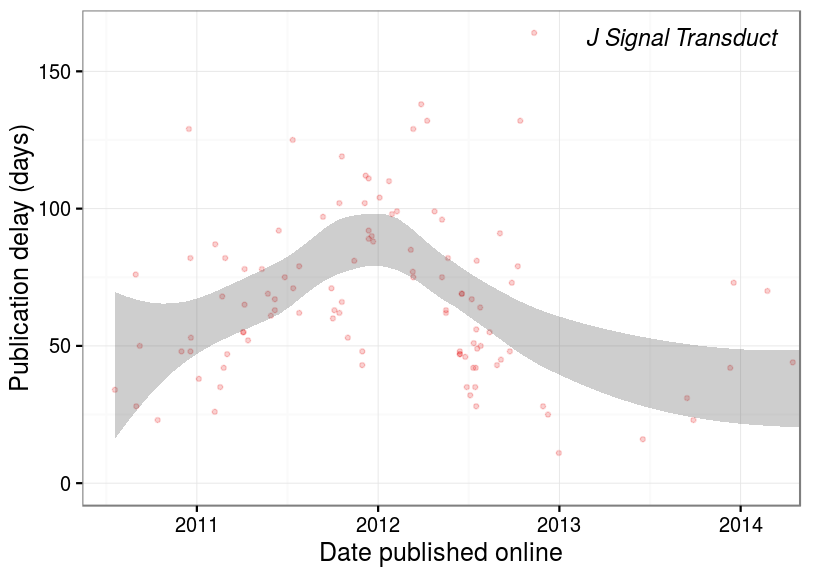 J Signal Transduct
Publication delay (days)
150
100
50
0
2011 2012 2013 2014
Date published online